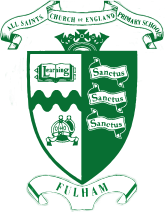 ALL SAINTS CHURCH OF ENGLAND PRIMARY SCHOOL
Learning
Sanctus
Sanctus
Sanctus
FULHAM